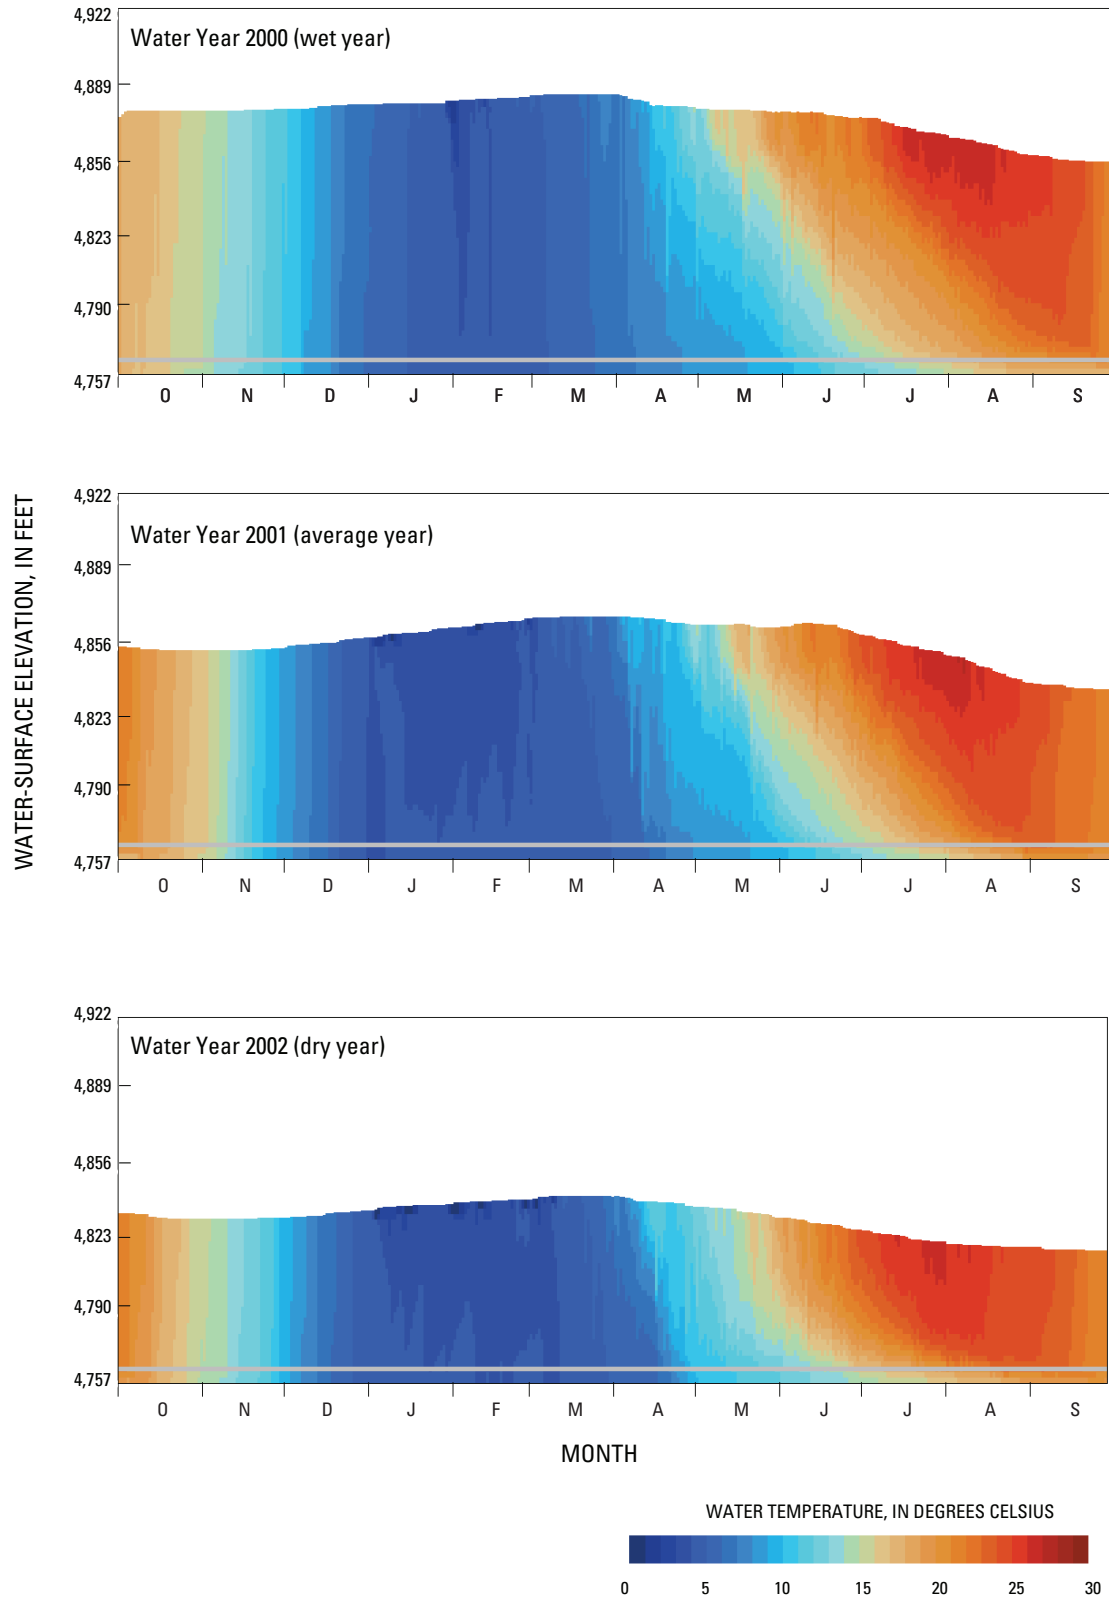 4,922
Water Year 2000 (wet year)
4,889
4,856
4,823
4,790
4,757
O N D J F M A M J J A S
WATER-SURFACE ELEVATION, IN FEET
4,922
Water Year 2001 (average year)
4,889
4,856
4,823
4,790
4,757
O N D J F M A M J J A S
4,922
Water Year 2002 (dry year)
4,889
4,856
4,823
4,790
4,757
O N D J F M A M J J A S
MONTH
WATER TEMPERATURE, IN DEGREES CELSIUS
0 5 10 15 20 25 30